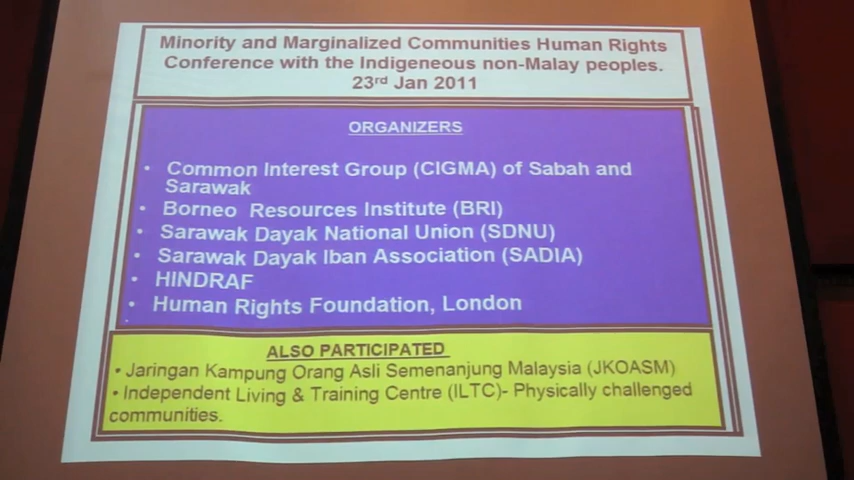 Minority and Marginalized Communities Human Rights
Conference with the Indigeneous non-Malay peoples.
23rd Jan 2011
ORGANIZERS
• Common Interest Group (CIGMA) of Sabah and
Sarawak
• Borneo Resources Institute (BRI)
• Sarawak Dayak National Union (SDNU)
• Sarawak Dayak Iban Association (SADIA)
• HINDRAF
• Human Rights Foundation, London
ALSO PARTICIPATED
• Jaringan Kampung Orang Asli Semenanjung Malaysia (JKOASM)
• Independent Living & Training Centre (ILTC)- Physically challenged
communities.